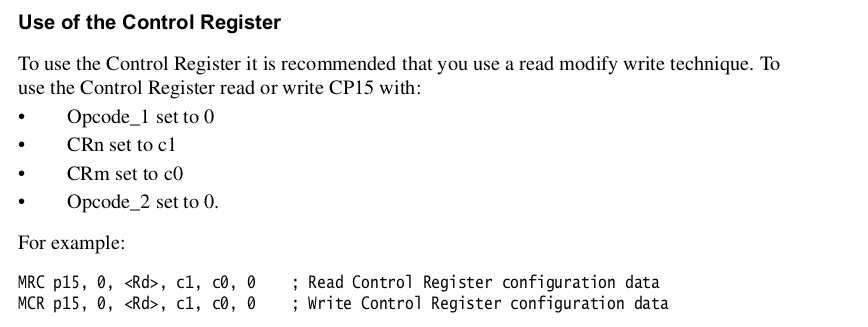 Use of the Control Register
To use the Control Register it is recommended that you use a read modify write technique. To
use the Control Register read or write CP15 with:
• Opcode_1 set to 0
• CRn set to c1
• CRm set to c0
• Opcode_2 set to 0.
For example:
MRC p15, 0, <Rd>, c1, c0, 0 ; Read Control Register configuration data
MCR p15, 0, <Rd>, c1, c0, 0 ; Write Control Register configuration data